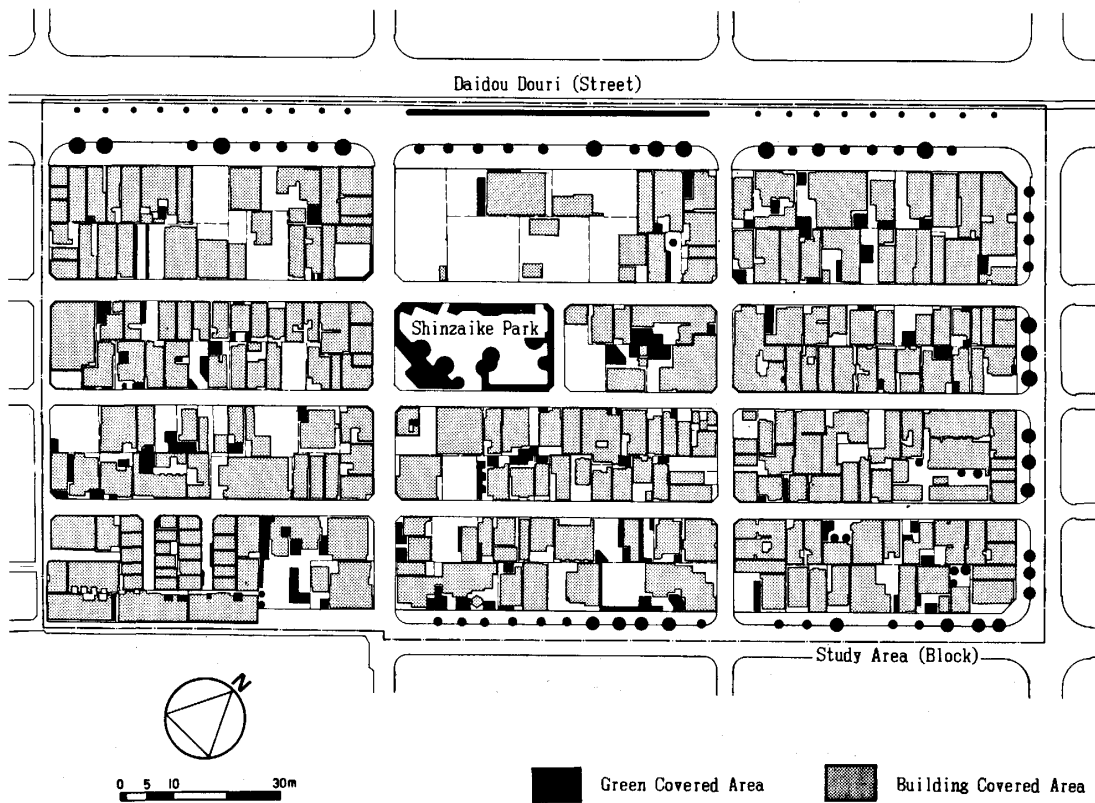 Daidou Douri (Street)
Shinzaike Park
Study Area (Block)
N
0 5 10 30m
Green Covered Area
Building Covered Area